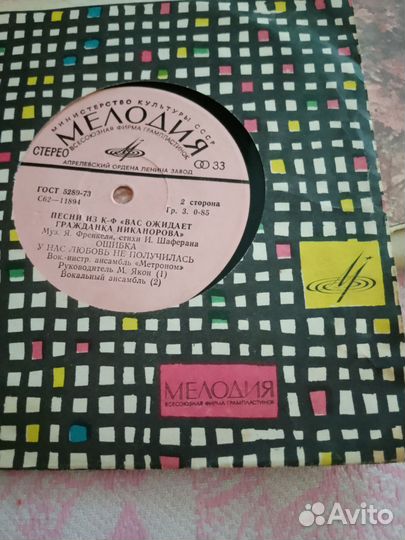 МИНИСТЕРСТВО КУЛЬТУРЫ СССР
МЕЛОДИЯ
ВСЕСОЮЗНАЯ ФИРМА ГРАМПЛАСТИНОК
СТЕРЕО
33
АПРЕЛЕВСКИЙ ОРДЕНА ЛЕНИНА ЗАВОД
ГОСТ 5289-73
2 сторона
С62—11894
Гр. 3. 0-85
ПЕСНИ ИЗ К-Ф «ВАС ОЖИДАЕТ
ГРАЖДАНКА НИКАНОРОВА»
Муз. Я. Френкеля, стихи И. Шаферана
ОШИБКА
У НАС ЛЮБОВЬ НЕ ПОЛУЧИЛАСЬ
Вок.-инстр. ансамбль «Метроном»
Руководитель М. Якон (1)
Вокальный ансамбль (2)
МЕЛОДИЯ
ВСЕСОЮЗНАЯ ФИРМА ГРАМПЛАСТИНОК
Avito